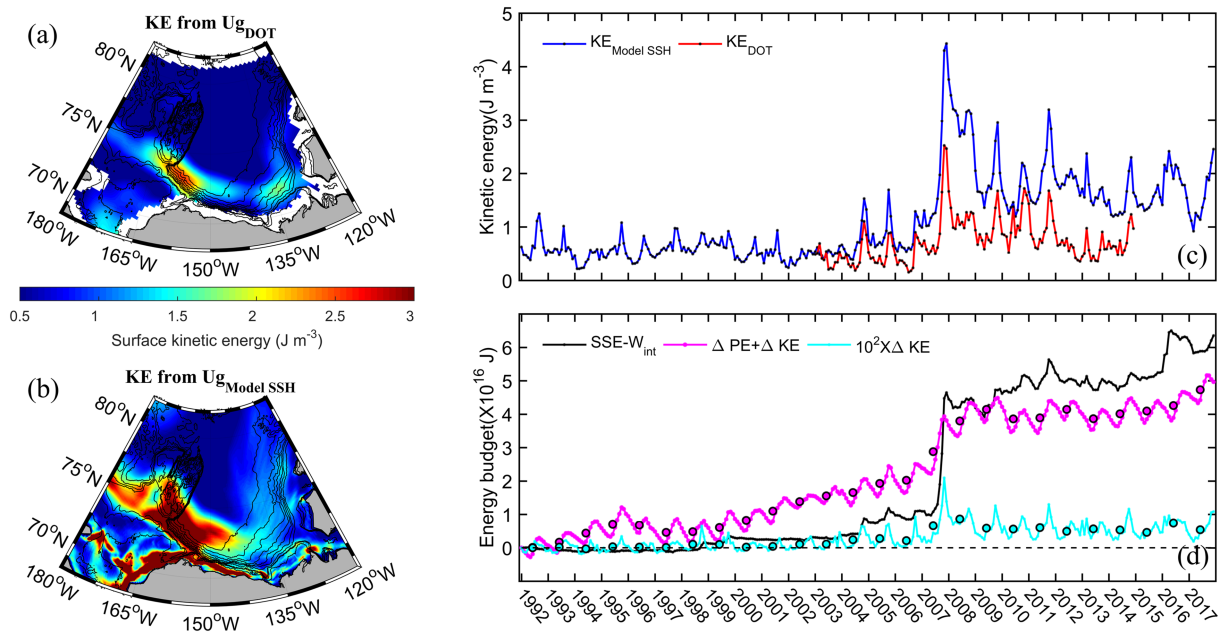 (a)
KE from Ug_DOT
80°N
75°N
70°N
180°W
165°W
150°W
135°W
120°W
0.5 1 1.5 2 2.5 3
Surface kinetic energy (J m⁻³)
(b)
KE from Ug_Model SSH
80°N
75°N
70°N
180°W
165°W
150°W
135°W
120°W
5
4
3
2
1
0
Kinetic energy(J m⁻³)
KE_Model SSH KE_DOT
(c)
6
5
4
3
2
1
0
Energy budget(X10¹⁶ J)
SSE-W_int Δ PE+Δ KE 10²XΔ KE
(d)
1992 1993 1994 1995 1996 1997 1998 1999 2000 2001 2002 2003 2004 2005 2006 2007 2008 2009 2010 2011 2012 2013 2014 2015 2016 2017